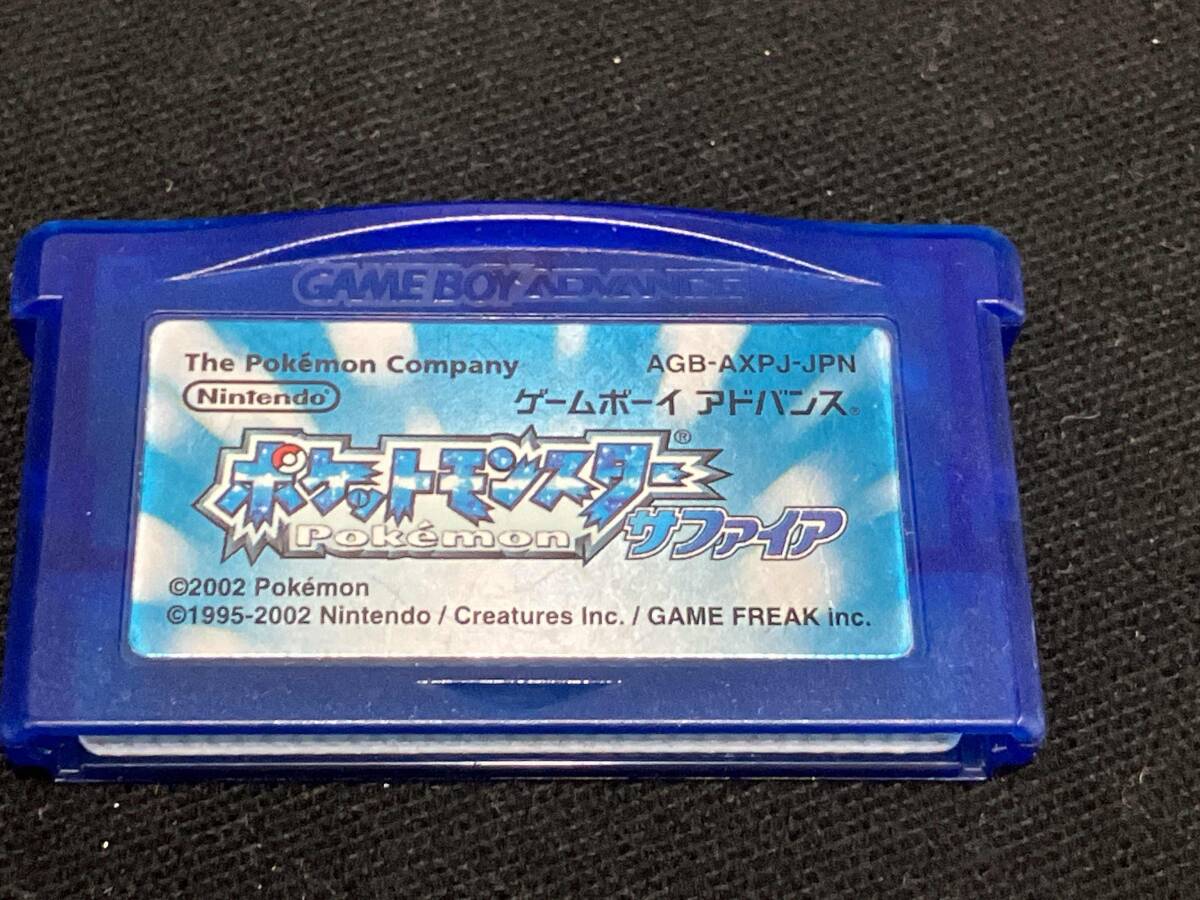 GAME BOY ADVANCE
The Pokémon Company AGB-AXPJ-JPN
Nintendo® ゲームボーイ アドバンス®
ポケットモンスター®
Pokémon サファイア
©2002 Pokémon
©1995-2002 Nintendo / Creatures Inc. / GAME FREAK inc.